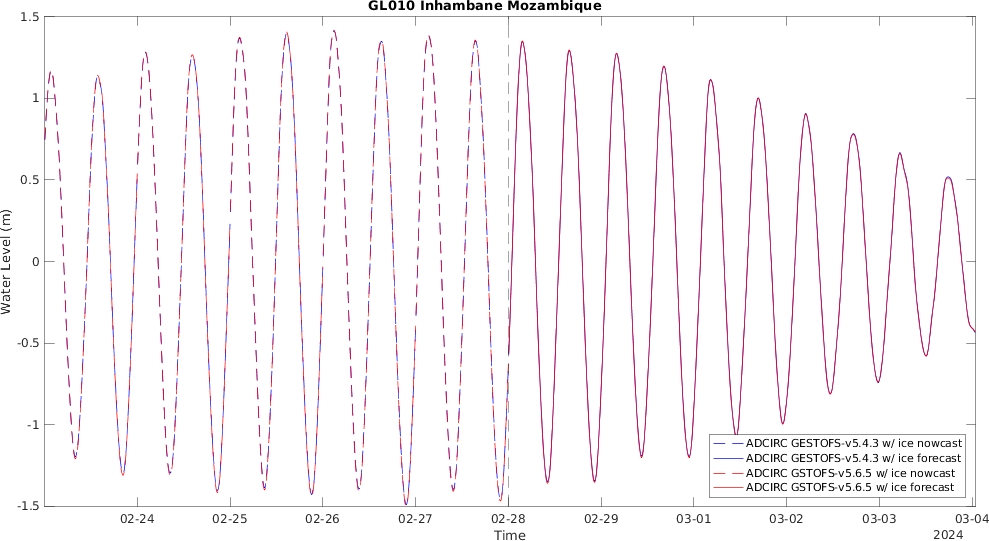 GL010 Inhambane Mozambique
1.5
1
0.5
0
-0.5
-1
-1.5
Water Level (m)
02-24 02-25 02-26 02-27 02-28 02-29 03-01 03-02 03-03 03-04
Time
2024
ADCIRC GESTOFS-v5.4.3 w/ ice nowcast
ADCIRC GESTOFS-v5.4.3 w/ ice forecast
ADCIRC GSTOFS-v5.6.5 w/ ice nowcast
ADCIRC GSTOFS-v5.6.5 w/ ice forecast